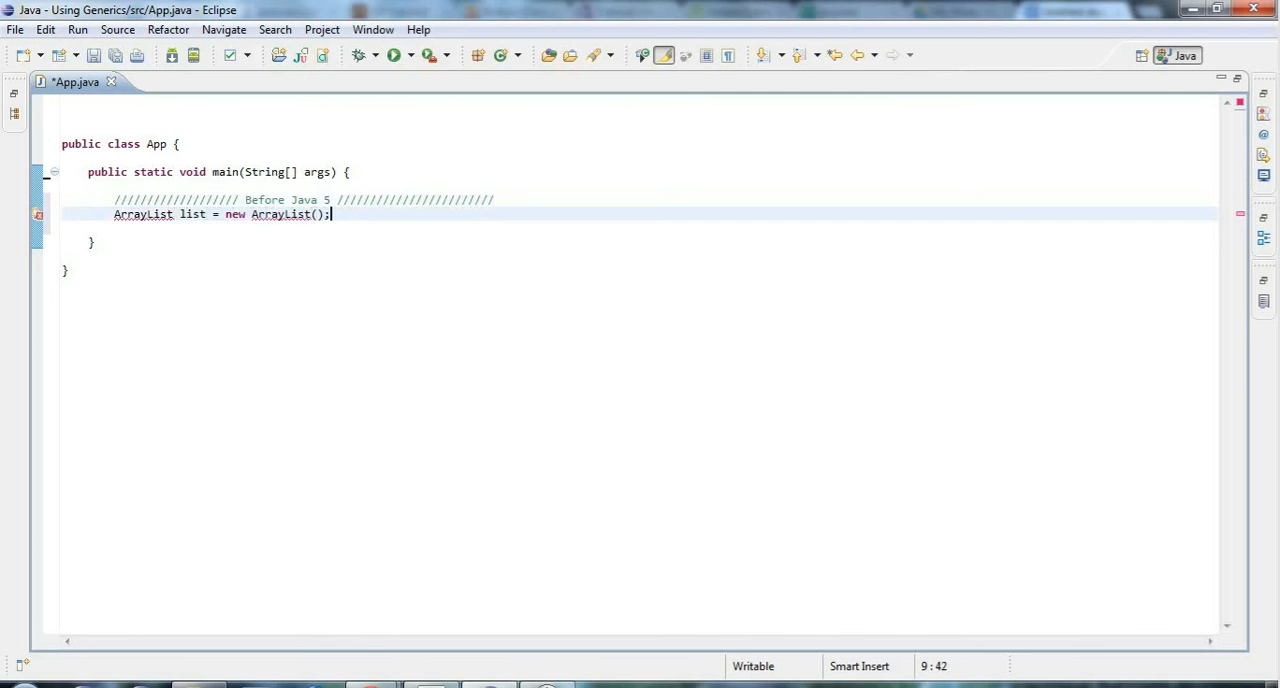 Java - Using Generics/src/App.java - Eclipse
File Edit Run Source Refactor Navigate Search Project Window Help
Java
*App.java
public class App {
public static void main(String[] args) {
/////////////////// Before Java 5 ////////////////////////
ArrayList list = new ArrayList();
}
}
Writable Smart Insert 9 : 42